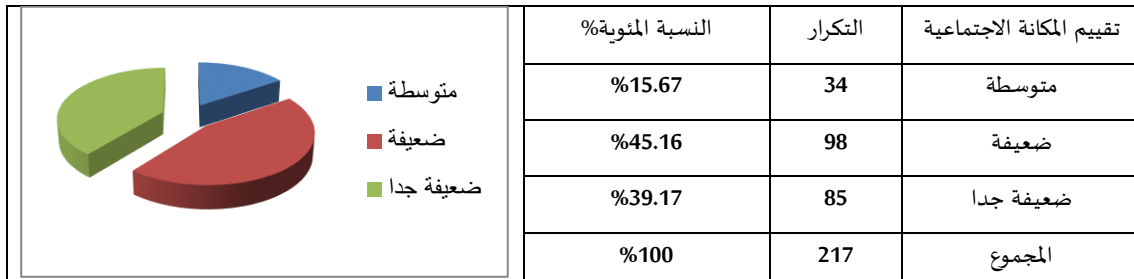 تقييم المكانة الاجتماعية التكرار النسبة المئوية%
متوسطة 34 %15.67
ضعيفة 98 %45.16
ضعيفة جدا 85 %39.17
المجموع 217 %100
متوسطة
ضعيفة
ضعيفة جدا